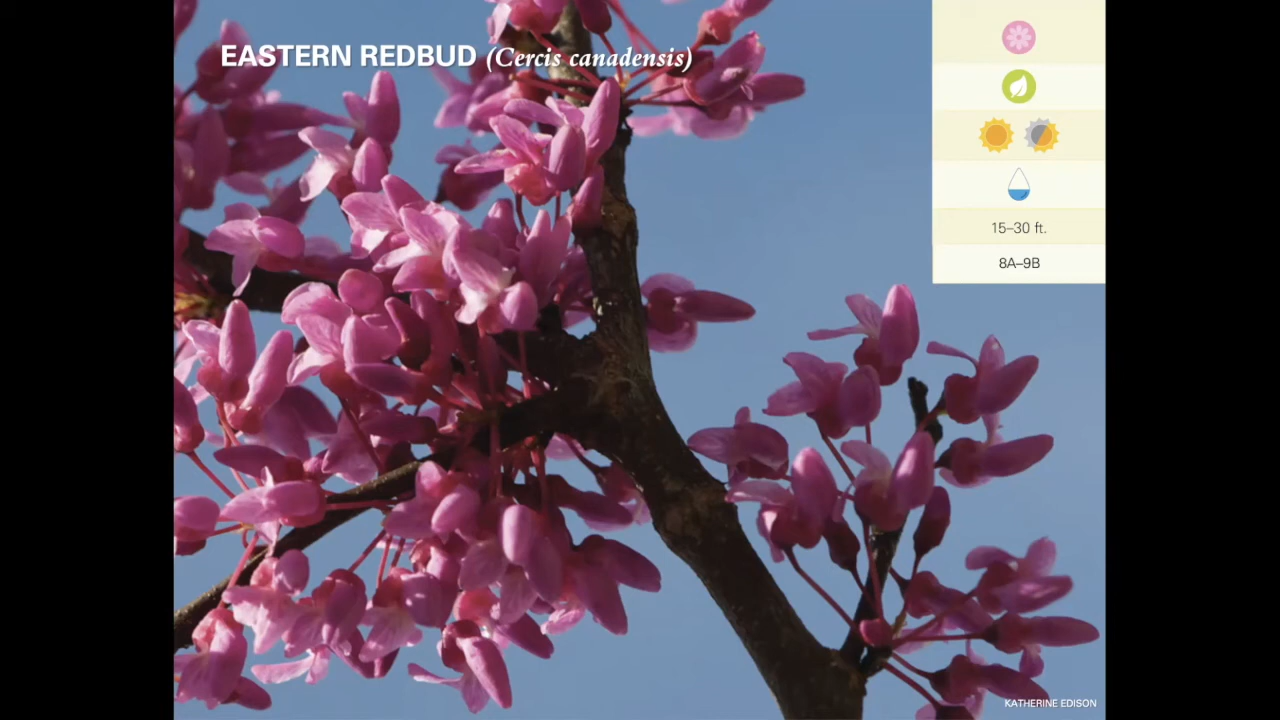 EASTERN REDBUD (Cercis canadensis)
15–30 ft.
8A–9B
KATHERINE EDISON